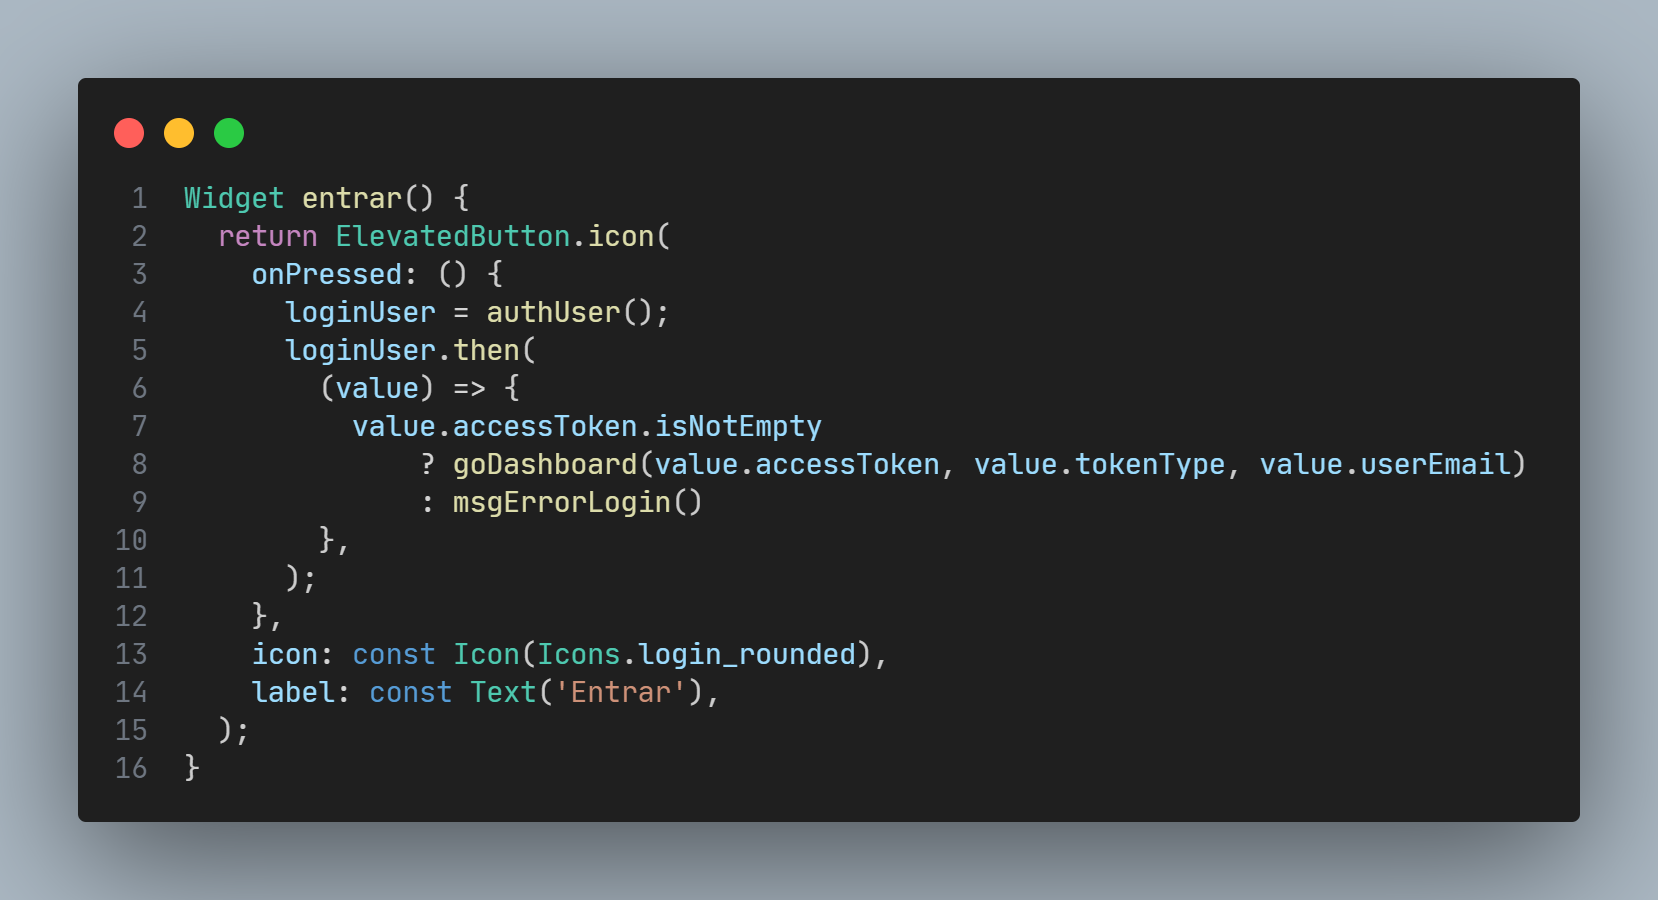 1 Widget entrar() {
2   return ElevatedButton.icon(
3     onPressed: () {
4       loginUser = authUser();
5       loginUser.then(
6         (value) => {
7           value.accessToken.isNotEmpty
8               ? goDashboard(value.accessToken, value.tokenType, value.userEmail)
9               : msgErrorLogin()
10         },
11       );
12     },
13     icon: const Icon(Icons.login_rounded),
14     label: const Text('Entrar'),
15   );
16 }